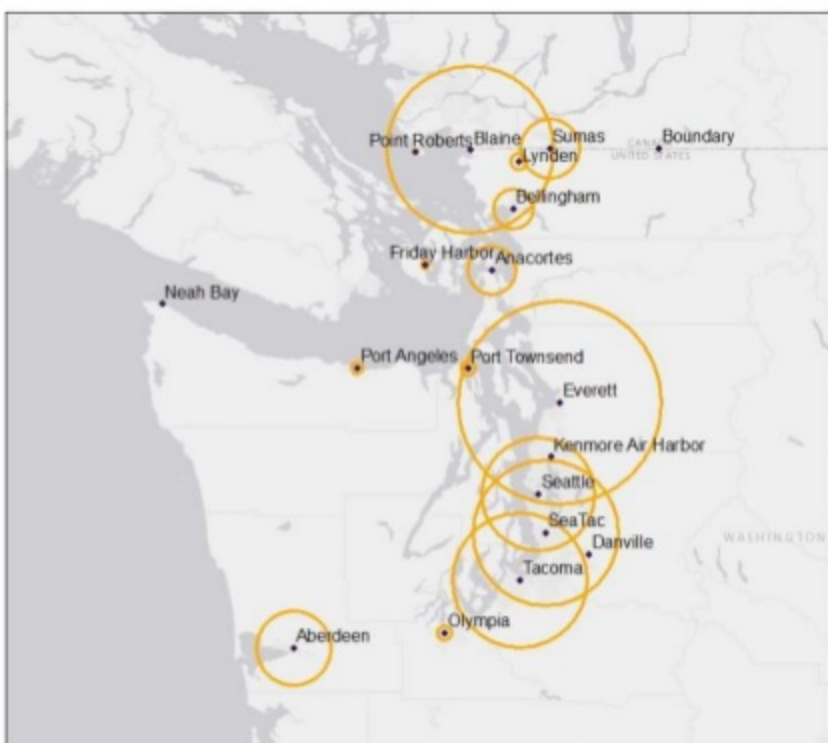 Point Roberts
Blaine
Sumas
Boundary
CANADA
UNITED STATES
Lynden
Bellingham
Friday Harbor
Anacortes
Neah Bay
Port Angeles
Port Townsend
Everett
Kenmore Air Harbor
Seattle
SeaTac
WASHINGTON
Danville
Tacoma
Olympia
Aberdeen